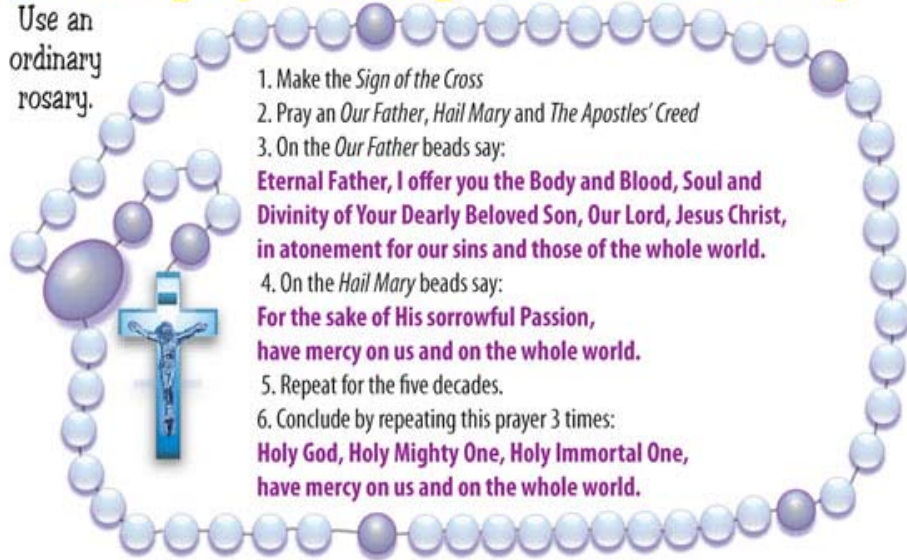 Use an
ordinary
rosary.
1. Make the Sign of the Cross
2. Pray an Our Father, Hail Mary and The Apostles' Creed
3. On the Our Father beads say:
Eternal Father, I offer you the Body and Blood, Soul and
Divinity of Your Dearly Beloved Son, Our Lord, Jesus Christ,
in atonement for our sins and those of the whole world.
4. On the Hail Mary beads say:
For the sake of His sorrowful Passion,
have mercy on us and on the whole world.
5. Repeat for the five decades.
6. Conclude by repeating this prayer 3 times:
Holy God, Holy Mighty One, Holy Immortal One,
have mercy on us and on the whole world.